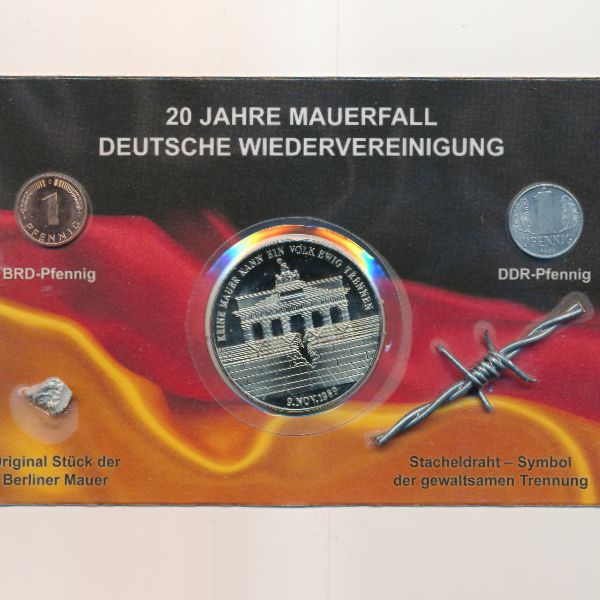 20 JAHRE MAUERFALL
DEUTSCHE WIEDERVEREINIGUNG
1
PFENNIG
BRD-Pfennig
KEINE MAUER KANN EIN VOLK EWIG TRENNEN
9. NOV. 1989
1
PFENNIG
DDR-Pfennig
Original Stück der
Berliner Mauer
Stacheldraht – Symbol
der gewaltsamen Trennung